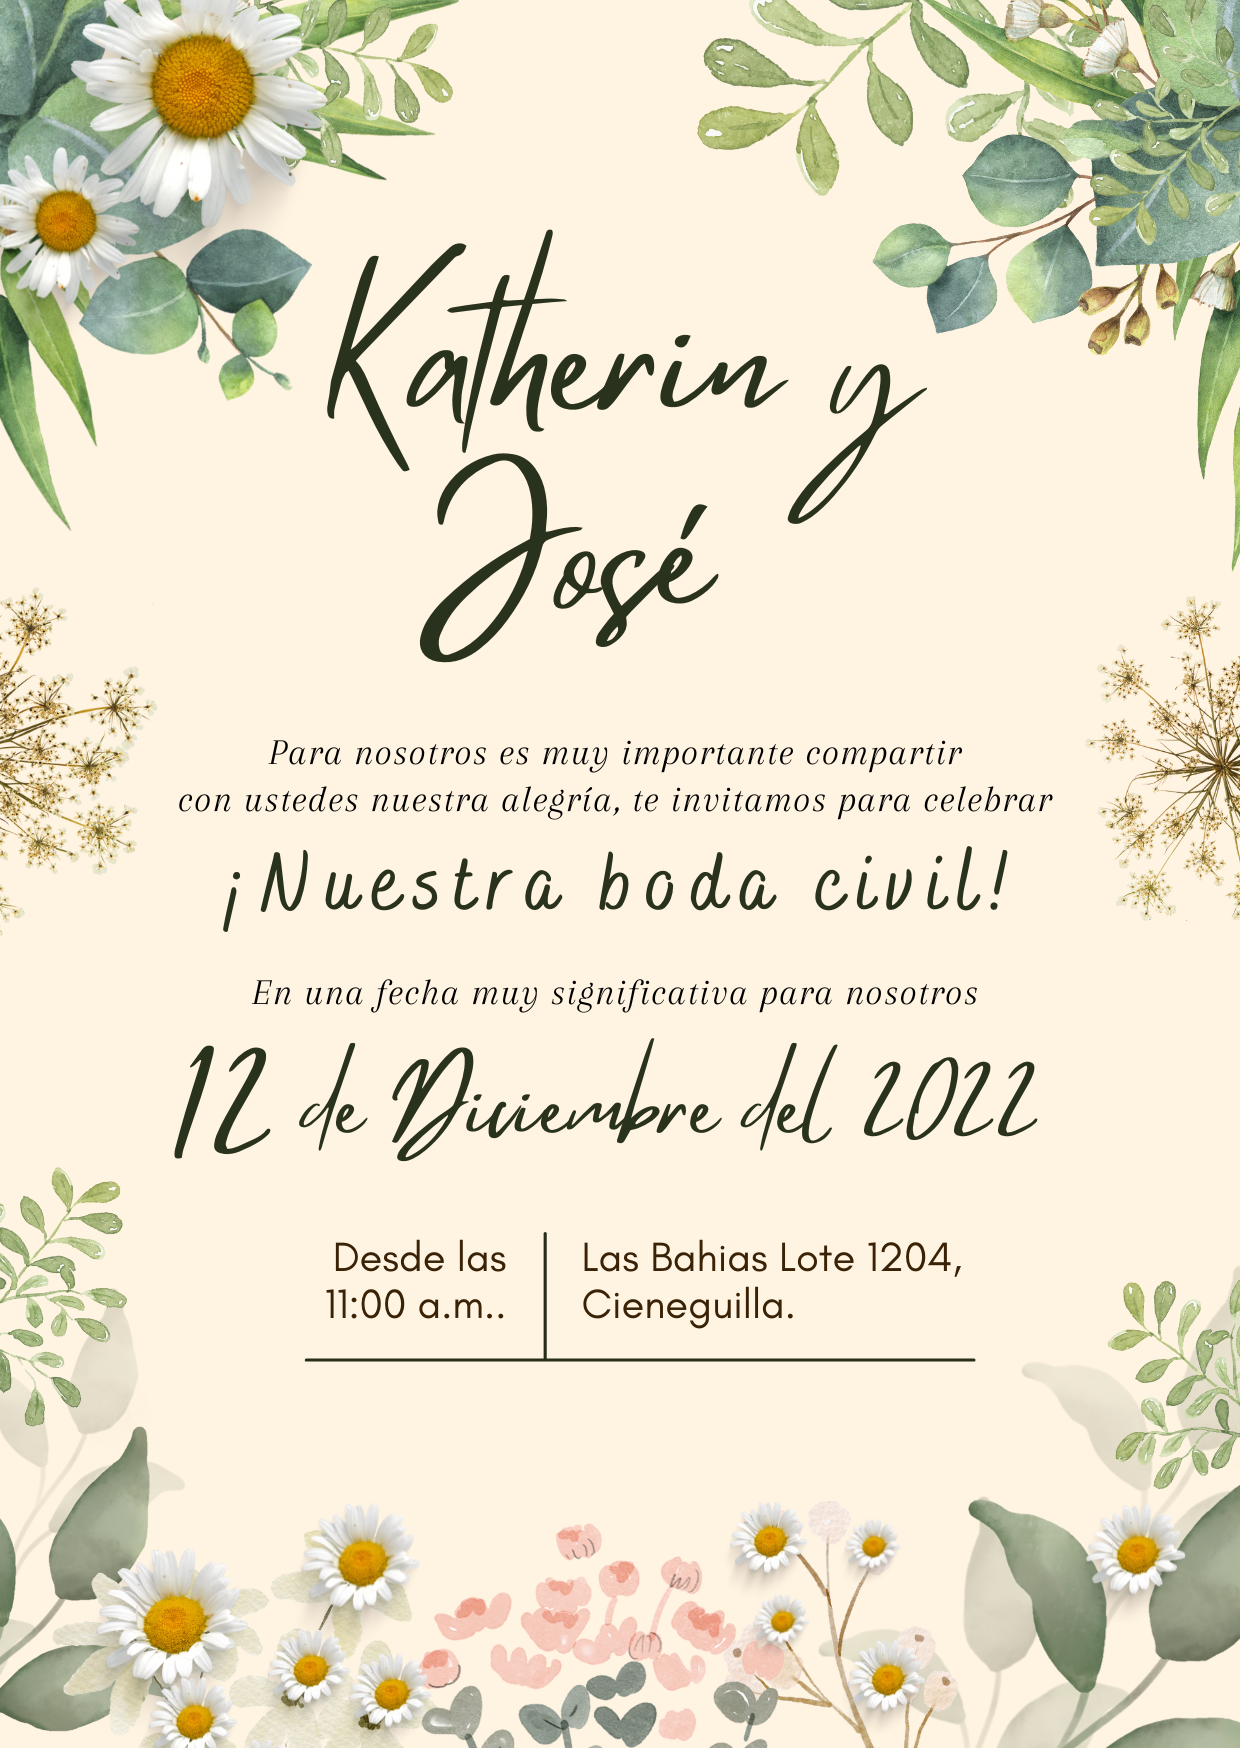 Katherin y
José
Para nosotros es muy importante compartir
con ustedes nuestra alegría, te invitamos para celebrar
¡Nuestra boda civil!
En una fecha muy significativa para nosotros
12 de Diciembre del 2022
Desde las
11:00 a.m..
Las Bahias Lote 1204,
Cieneguilla.